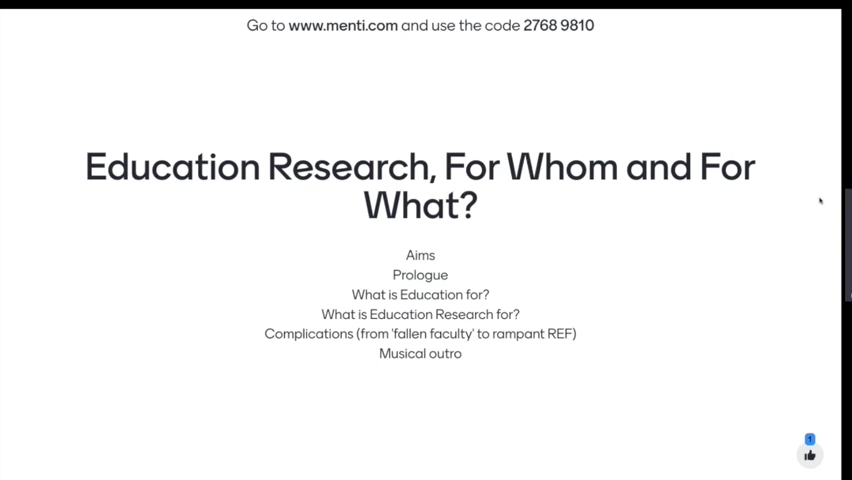 Go to www.menti.com and use the code 2768 9810
Education Research, For Whom and For
What?
Aims
Prologue
What is Education for?
What is Education Research for?
Complications (from 'fallen faculty' to rampant REF)
Musical outro
1